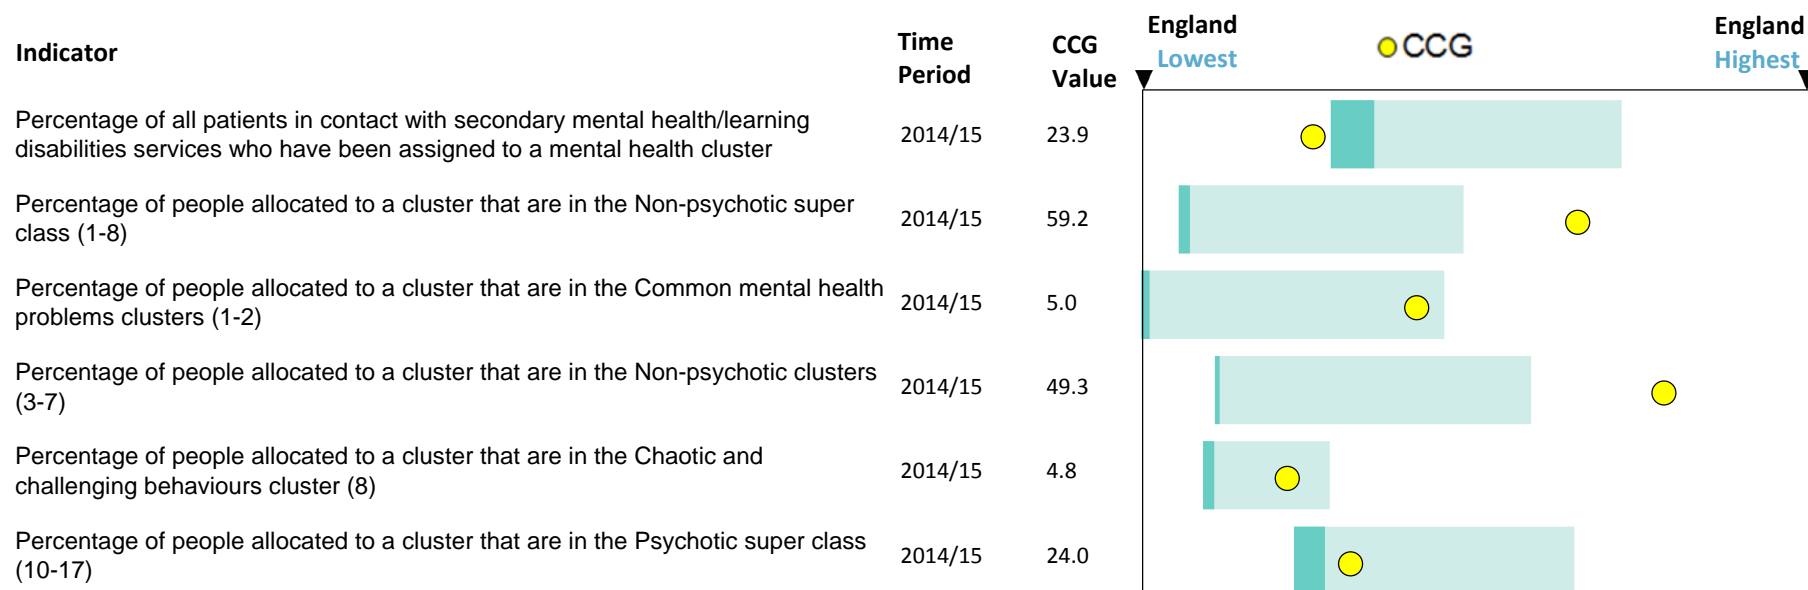 Indicator
Time Period
CCG Value
England Lowest
CCG
England Highest
Percentage of all patients in contact with secondary mental health/learning
disabilities services who have been assigned to a mental health cluster
2014/15
23.9
Percentage of people allocated to a cluster that are in the Non-psychotic super
class (1-8)
2014/15
59.2
Percentage of people allocated to a cluster that are in the Common mental health
problems clusters (1-2)
2014/15
5.0
Percentage of people allocated to a cluster that are in the Non-psychotic clusters
(3-7)
2014/15
49.3
Percentage of people allocated to a cluster that are in the Chaotic and
challenging behaviours cluster (8)
2014/15
4.8
Percentage of people allocated to a cluster that are in the Psychotic super class
(10-17)
2014/15
24.0